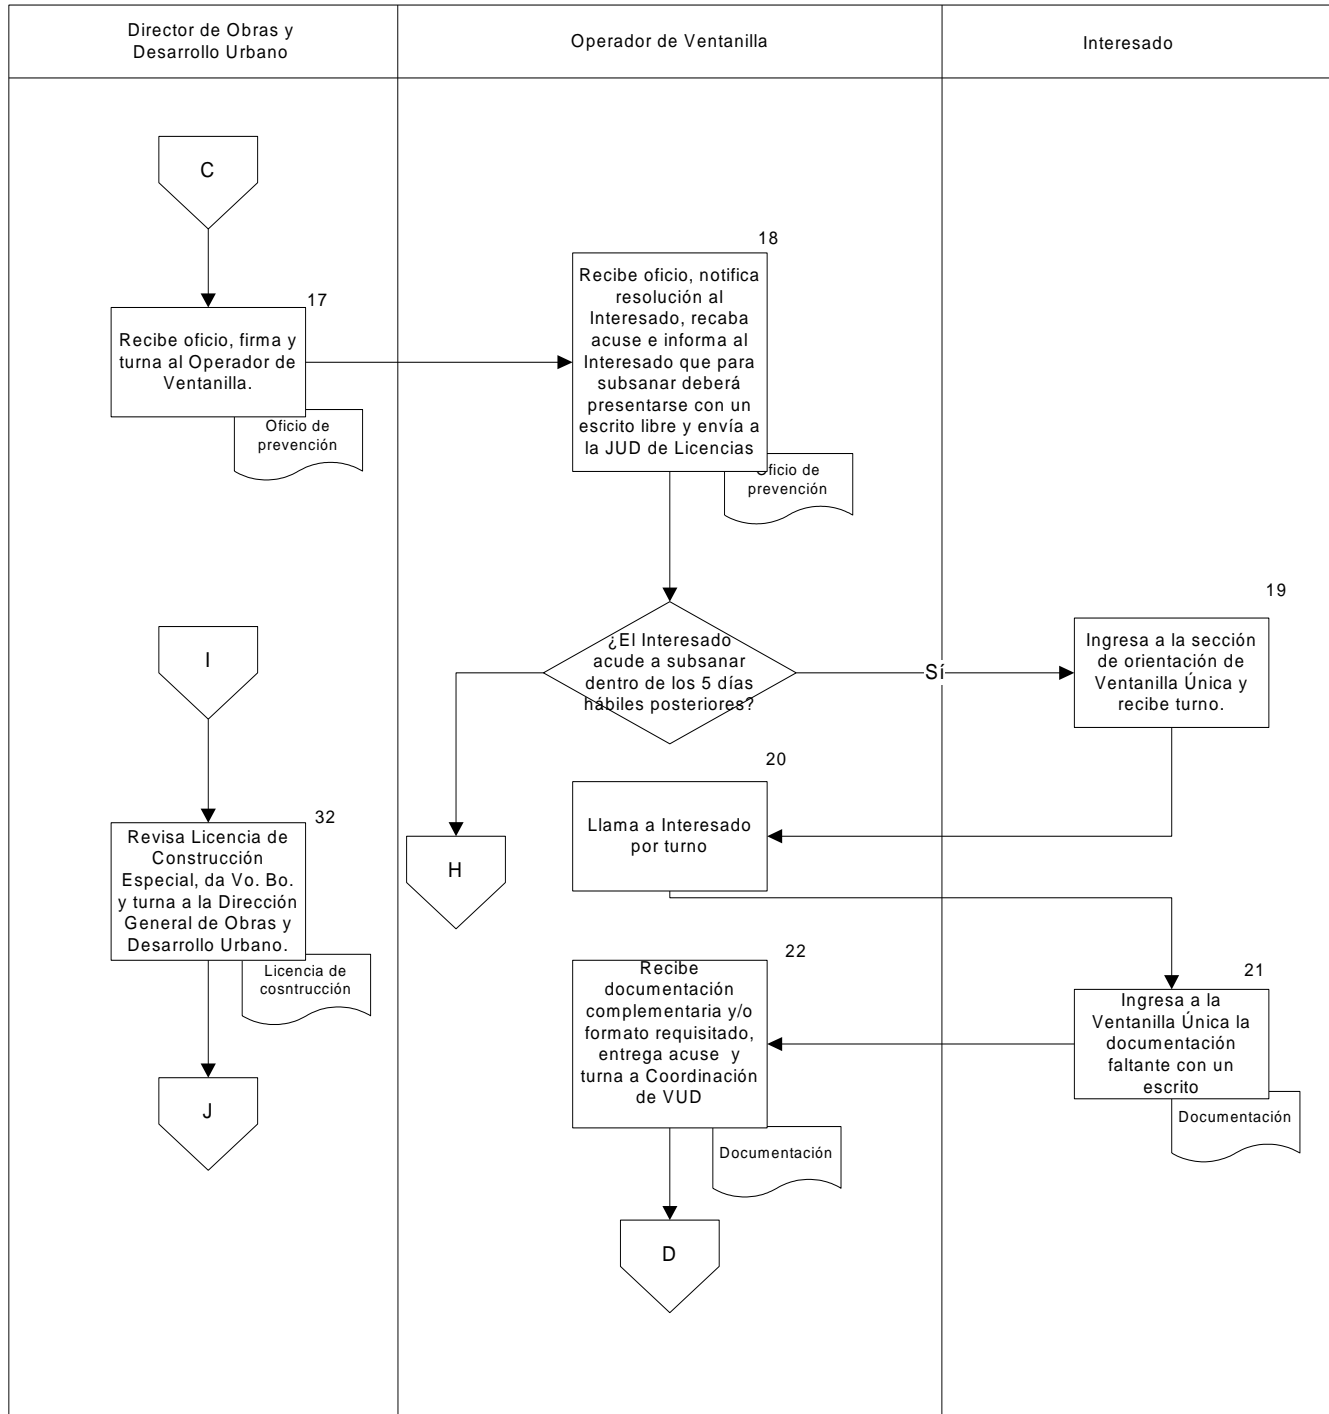 Director de Obras y
Desarrollo Urbano
Operador de Ventanilla
Interesado
C
17
Recibe oficio, firma y
turna al Operador de
Ventanilla.
Oficio de
prevención
18
Recibe oficio, notifica
resolución al
Interesado, recaba
acuse e informa al
Interesado que para
subsanar deberá
presentarse con un
escrito libre y envía a
la JUD de Licencias
Oficio de
prevención
¿El Interesado
acude a subsanar
dentro de los 5 días
hábiles posteriores?
Sí
19
Ingresa a la sección
de orientación de
Ventanilla Única y
recibe turno.
I
32
Revisa Licencia de
Construcción
Especial, da Vo. Bo.
y turna a la Dirección
General de Obras y
Desarrollo Urbano.
Licencia de
cosntrucción
J
H
20
Llama a Interesado
por turno
21
Ingresa a la
Ventanilla Única la
documentación
faltante con un
escrito
Documentación
22
Recibe
documentación
complementaria y/o
formato requisitado,
entrega acuse y
turna a Coordinación
de VUD
Documentación
D